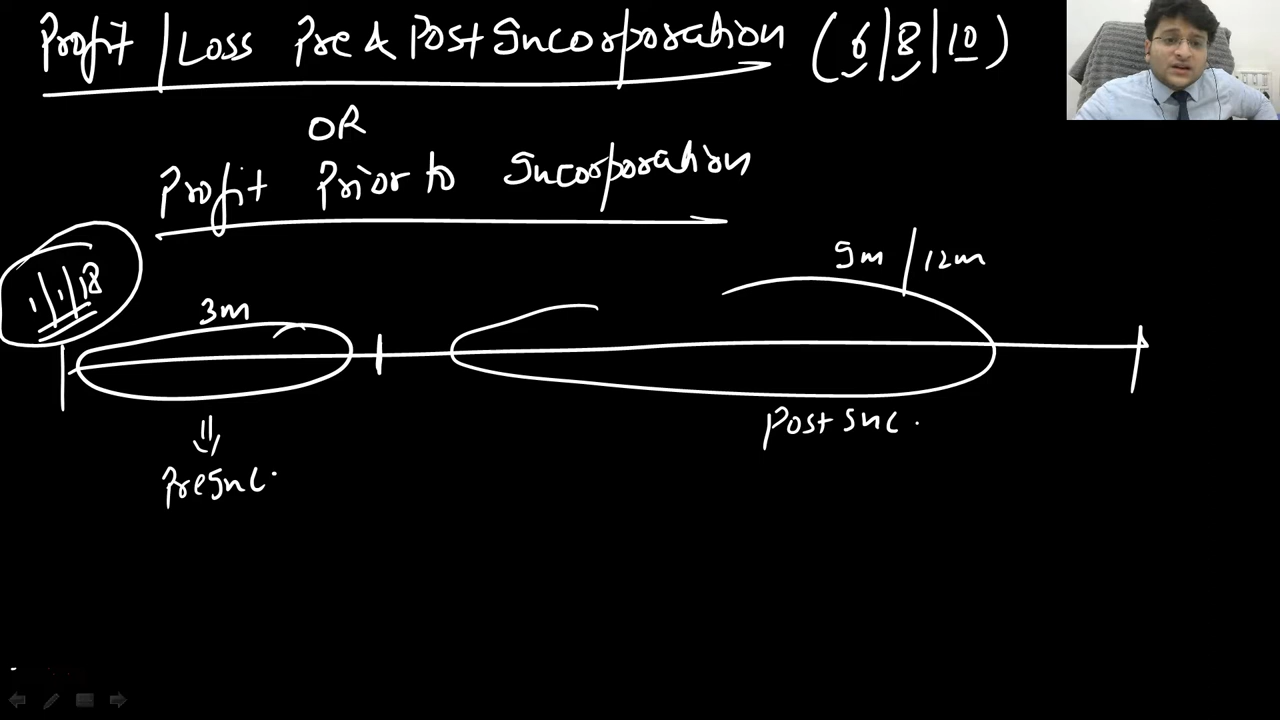 Profit / Loss Pre & Post Incorporation (6 | 8 | 10)
OR
Profit Prior to Incorporation
1/1/18
3m
9m / 12m
Post Inc.
Pre Inc.